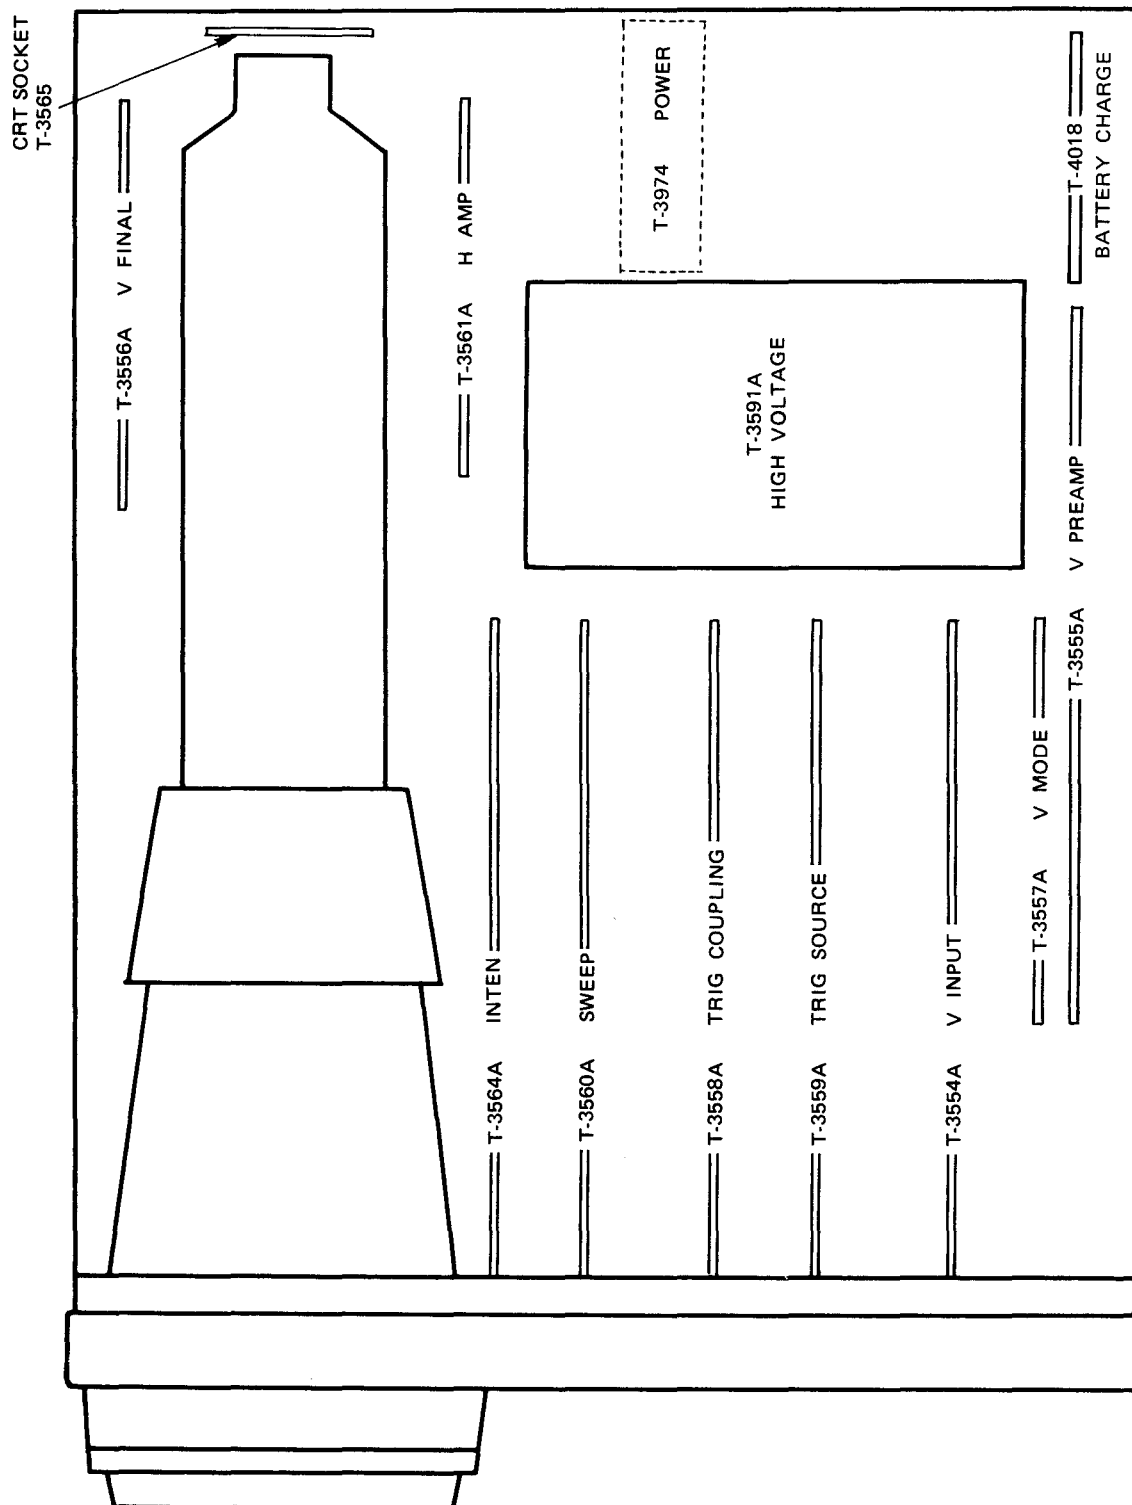 CRT SOCKET
T-3565
T-3556A V FINAL
T-3561A H AMP
T-3974 POWER
T-3591A
HIGH VOLTAGE
T-4018
BATTERY CHARGE
T-3555A V PREAMP
T-3557A V MODE
T-3564A INTEN
T-3560A SWEEP
T-3558A TRIG COUPLING
T-3559A TRIG SOURCE
T-3554A V INPUT